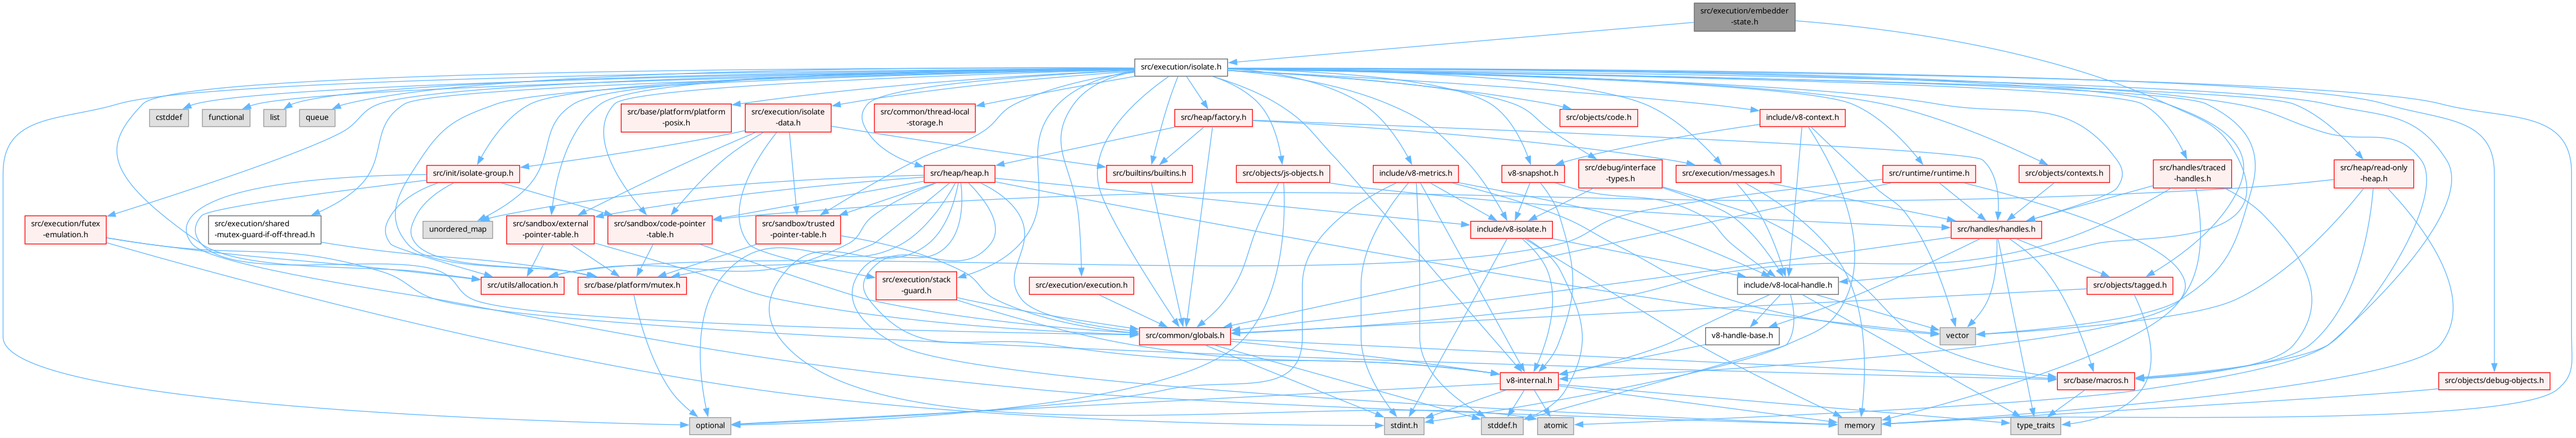 src/execution/embedder
-state.h
src/execution/isolate.h
cstddef
functional
list
queue
src/base/platform/platform
-posix.h
src/execution/isolate
-data.h
src/common/thread-local
-storage.h
src/heap/factory.h
src/objects/code.h
include/v8-context.h
src/init/isolate-group.h
src/heap/heap.h
src/builtins/builtins.h
src/objects/js-objects.h
include/v8-metrics.h
v8-snapshot.h
src/debug/interface
-types.h
src/execution/messages.h
src/runtime/runtime.h
src/objects/contexts.h
src/handles/traced
-handles.h
src/heap/read-only
-heap.h
src/execution/futex
-emulation.h
src/execution/shared
-mutex-guard-if-off-thread.h
unordered_map
src/sandbox/external
-pointer-table.h
src/sandbox/code-pointer
-table.h
src/sandbox/trusted
-pointer-table.h
include/v8-isolate.h
src/handles/handles.h
src/utils/allocation.h
src/base/platform/mutex.h
src/execution/stack
-guard.h
src/execution/execution.h
include/v8-local-handle.h
src/objects/tagged.h
src/common/globals.h
v8-handle-base.h
vector
v8-internal.h
src/base/macros.h
src/objects/debug-objects.h
optional
stdint.h
stddef.h
atomic
memory
type_traits